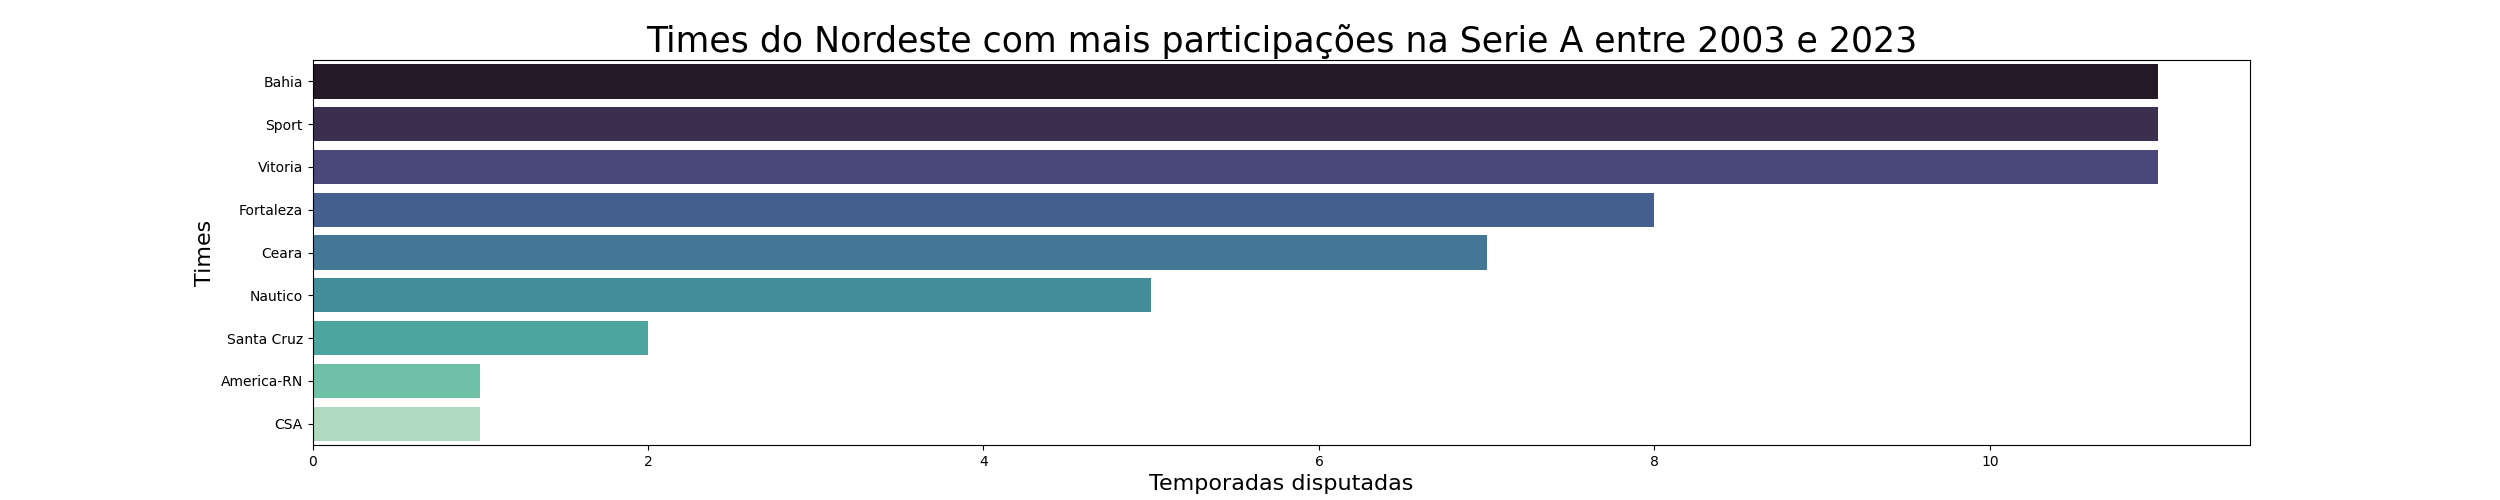 Times do Nordeste com mais participações na Serie A entre 2003 e 2023
Bahia
Sport
Vitoria
Fortaleza
Ceara
Nautico
Santa Cruz
America-RN
CSA
Times
0 2 4 6 8 10
Temporadas disputadas